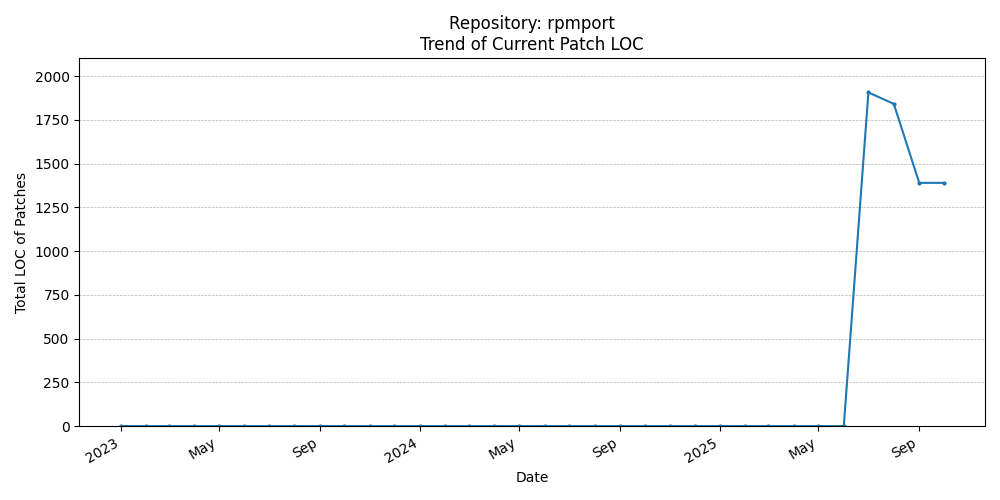 Repository: rpmport
Trend of Current Patch LOC
Total LOC of Patches
2000
1750
1500
1250
1000
750
500
250
0
2023
May
Sep
2024
May
Sep
2025
May
Sep
Date